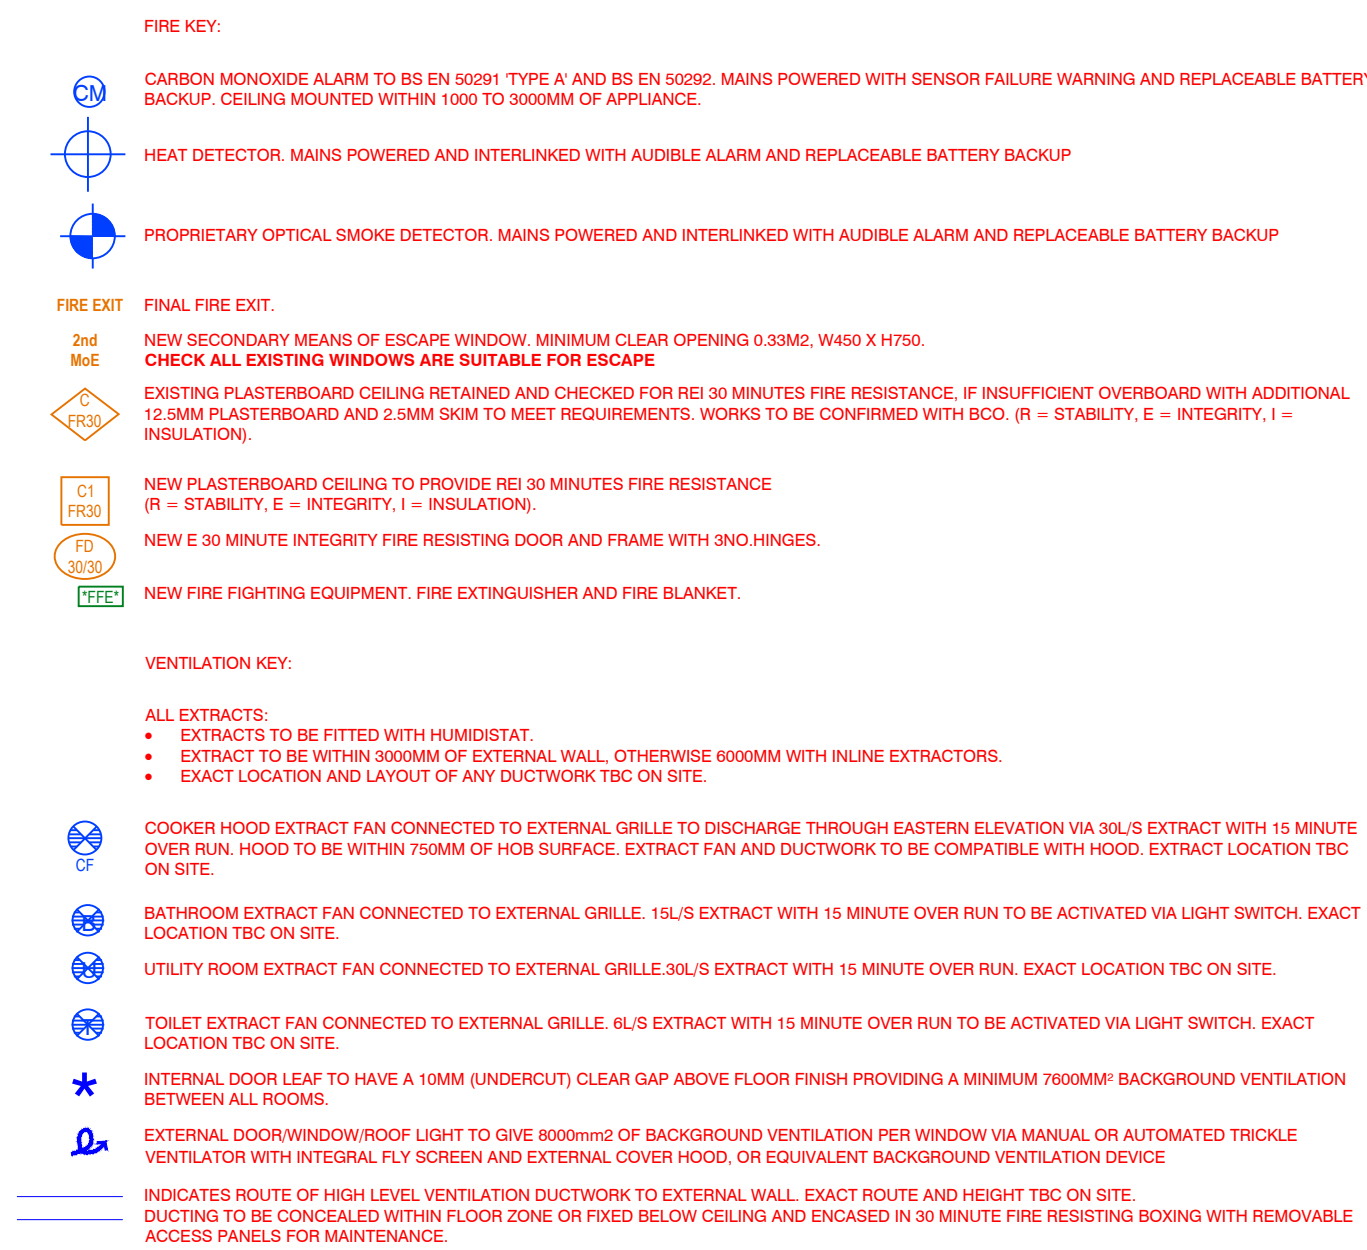 FIRE KEY:
CM
CARBON MONOXIDE ALARM TO BS EN 50291 'TYPE A' AND BS EN 50292. MAINS POWERED WITH SENSOR FAILURE WARNING AND REPLACEABLE BATTERY
BACKUP. CEILING MOUNTED WITHIN 1000 TO 3000MM OF APPLIANCE.
HEAT DETECTOR. MAINS POWERED AND INTERLINKED WITH AUDIBLE ALARM AND REPLACEABLE BATTERY BACKUP
PROPRIETARY OPTICAL SMOKE DETECTOR. MAINS POWERED AND INTERLINKED WITH AUDIBLE ALARM AND REPLACEABLE BATTERY BACKUP
FIRE EXIT FINAL FIRE EXIT.
2nd
MoE
NEW SECONDARY MEANS OF ESCAPE WINDOW. MINIMUM CLEAR OPENING 0.33M2, W450 X H750.
CHECK ALL EXISTING WINDOWS ARE SUITABLE FOR ESCAPE
C
FR30
EXISTING PLASTERBOARD CEILING RETAINED AND CHECKED FOR REI 30 MINUTES FIRE RESISTANCE, IF INSUFFICIENT OVERBOARD WITH ADDITIONAL
12.5MM PLASTERBOARD AND 2.5MM SKIM TO MEET REQUIREMENTS. WORKS TO BE CONFIRMED WITH BCO. (R = STABILITY, E = INTEGRITY, I =
INSULATION).
C1
FR30
NEW PLASTERBOARD CEILING TO PROVIDE REI 30 MINUTES FIRE RESISTANCE
(R = STABILITY, E = INTEGRITY, I = INSULATION).
FD
30/30
NEW E 30 MINUTE INTEGRITY FIRE RESISTING DOOR AND FRAME WITH 3NO.HINGES.
*FFE*
NEW FIRE FIGHTING EQUIPMENT. FIRE EXTINGUISHER AND FIRE BLANKET.
VENTILATION KEY:
ALL EXTRACTS:
• EXTRACTS TO BE FITTED WITH HUMIDISTAT.
• EXTRACT TO BE WITHIN 3000MM OF EXTERNAL WALL, OTHERWISE 6000MM WITH INLINE EXTRACTORS.
• EXACT LOCATION AND LAYOUT OF ANY DUCTWORK TBC ON SITE.
CF
COOKER HOOD EXTRACT FAN CONNECTED TO EXTERNAL GRILLE TO DISCHARGE THROUGH EASTERN ELEVATION VIA 30L/S EXTRACT WITH 15 MINUTE
OVER RUN. HOOD TO BE WITHIN 750MM OF HOB SURFACE. EXTRACT FAN AND DUCTWORK TO BE COMPATIBLE WITH HOOD. EXTRACT LOCATION TBC
ON SITE.
BATHROOM EXTRACT FAN CONNECTED TO EXTERNAL GRILLE. 15L/S EXTRACT WITH 15 MINUTE OVER RUN TO BE ACTIVATED VIA LIGHT SWITCH. EXACT
LOCATION TBC ON SITE.
UTILITY ROOM EXTRACT FAN CONNECTED TO EXTERNAL GRILLE.30L/S EXTRACT WITH 15 MINUTE OVER RUN. EXACT LOCATION TBC ON SITE.
TOILET EXTRACT FAN CONNECTED TO EXTERNAL GRILLE. 6L/S EXTRACT WITH 15 MINUTE OVER RUN TO BE ACTIVATED VIA LIGHT SWITCH. EXACT
LOCATION TBC ON SITE.
* INTERNAL DOOR LEAF TO HAVE A 10MM (UNDERCUT) CLEAR GAP ABOVE FLOOR FINISH PROVIDING A MINIMUM 7600MM² BACKGROUND VENTILATION
BETWEEN ALL ROOMS.
EXTERNAL DOOR/WINDOW/ROOF LIGHT TO GIVE 8000mm2 OF BACKGROUND VENTILATION PER WINDOW VIA MANUAL OR AUTOMATED TRICKLE
VENTILATOR WITH INTEGRAL FLY SCREEN AND EXTERNAL COVER HOOD, OR EQUIVALENT BACKGROUND VENTILATION DEVICE
INDICATES ROUTE OF HIGH LEVEL VENTILATION DUCTWORK TO EXTERNAL WALL. EXACT ROUTE AND HEIGHT TBC ON SITE.
DUCTING TO BE CONCEALED WITHIN FLOOR ZONE OR FIXED BELOW CEILING AND ENCASED IN 30 MINUTE FIRE RESISTING BOXING WITH REMOVABLE
ACCESS PANELS FOR MAINTENANCE.